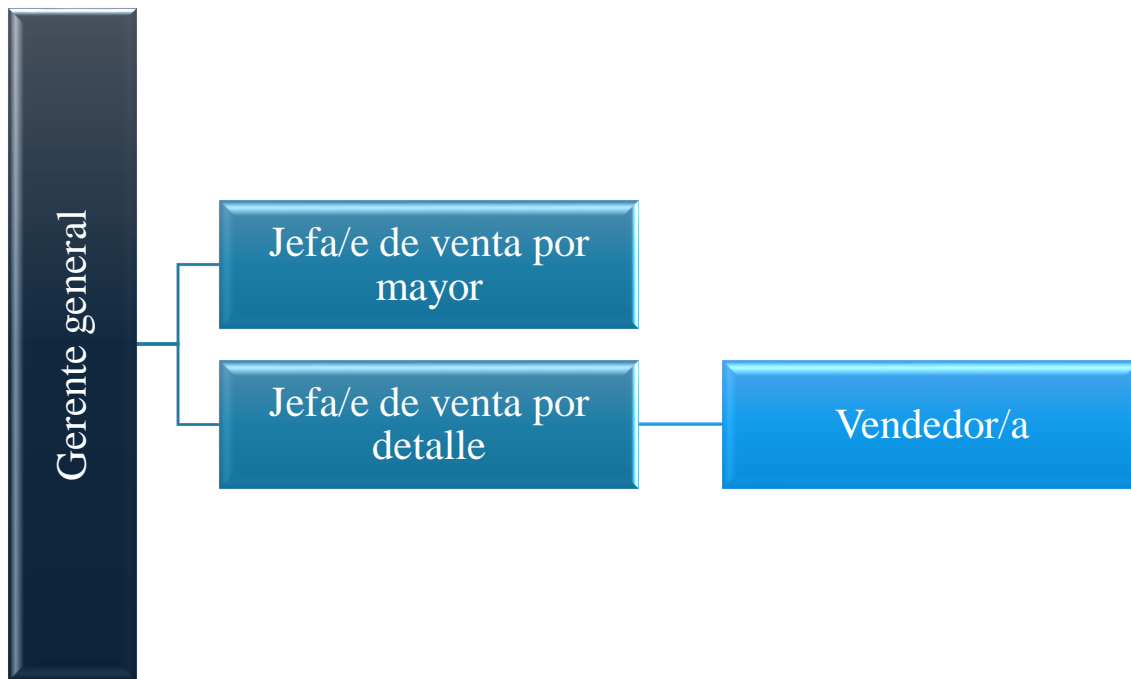 Gerente general
Jefa/e de venta por
mayor
Jefa/e de venta por
detalle
Vendedor/a